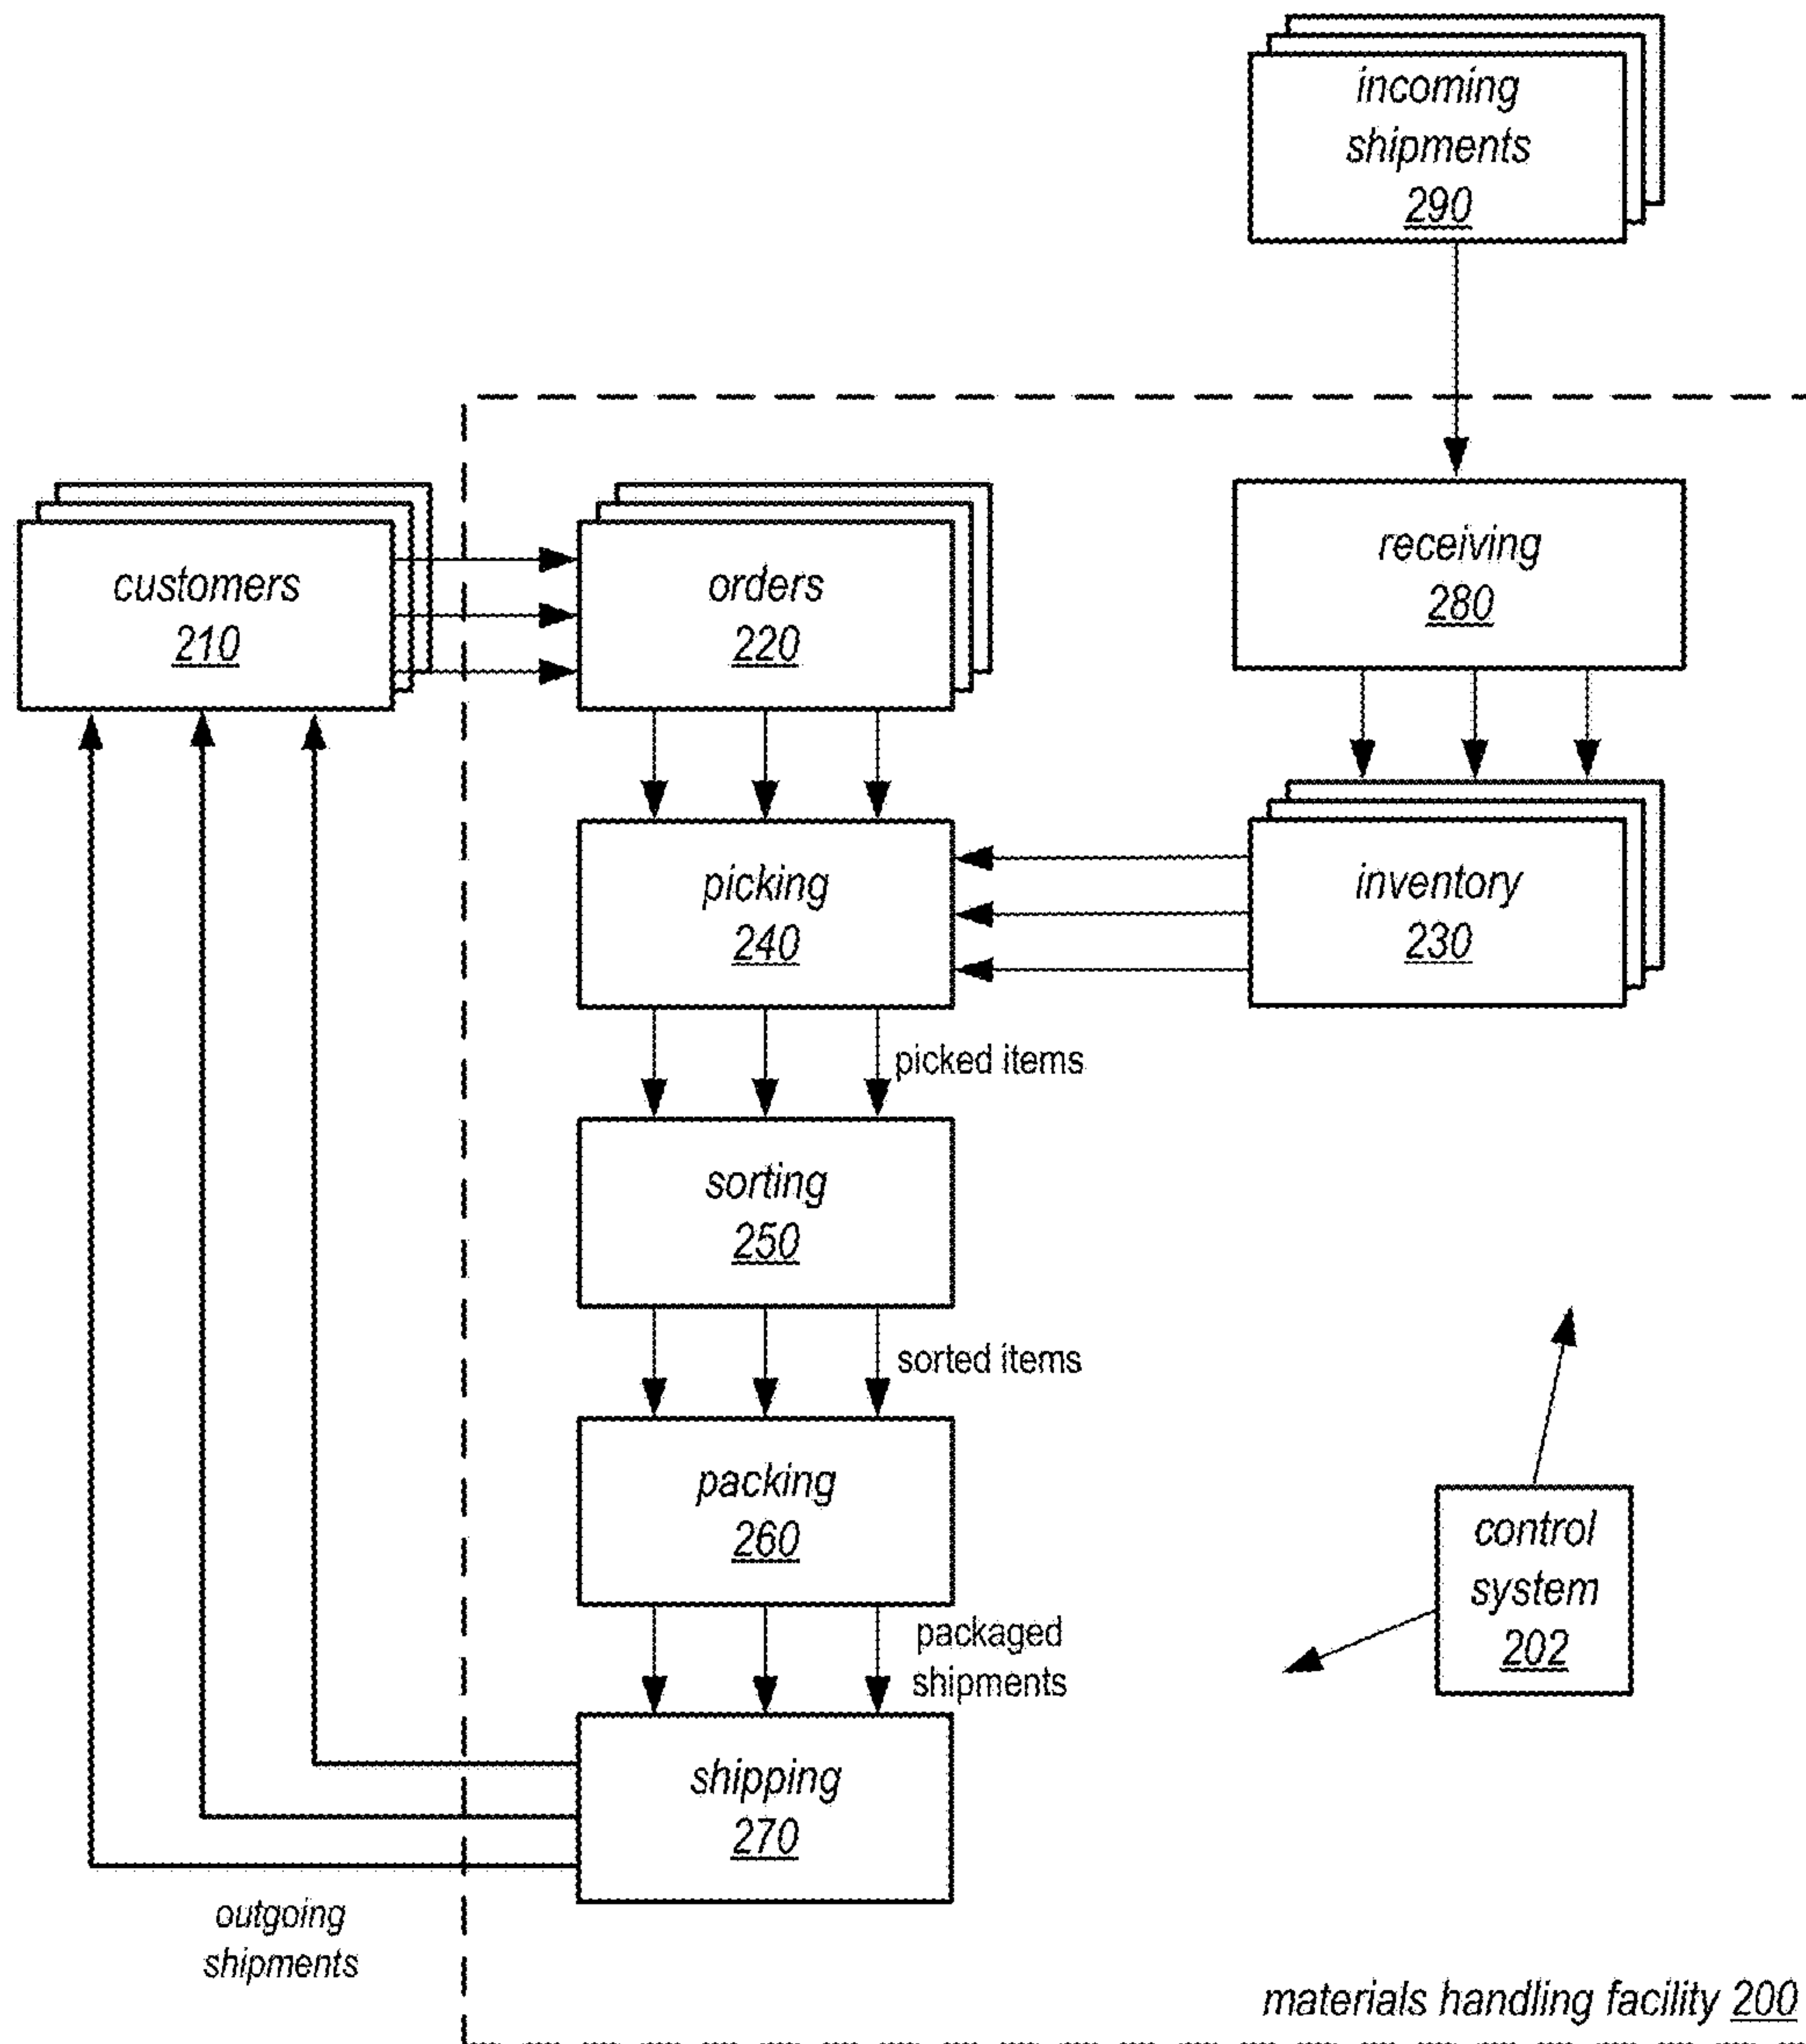 incoming
shipments
290
receiving
280
customers
210
orders
220
picking
240
inventory
230
picked items
sorting
250
sorted items
packing
260
control
system
202
packaged
shipments
shipping
270
outgoing
shipments
materials handling facility 200